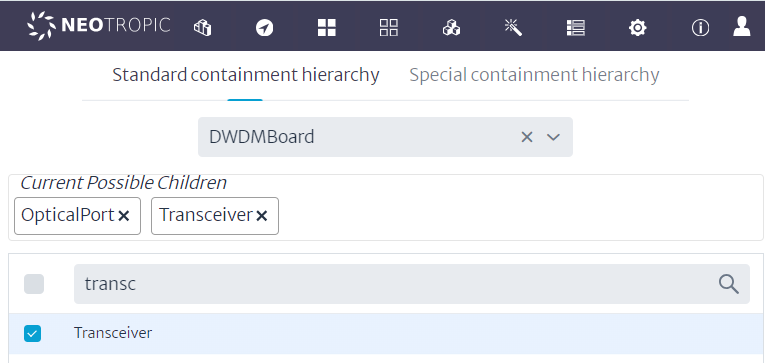 NEOTROPIC
Standard containment hierarchy Special containment hierarchy
DWDMBoard
Current Possible Children
OpticalPort Transceiver
transc
Transceiver